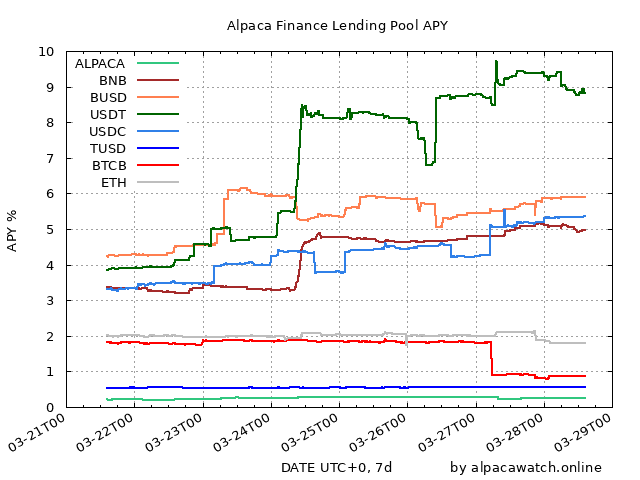 Alpaca Finance Lending Pool APY
10
9
8
7
6
5
4
3
2
1
0
APY %
ALPACA
BNB
BUSD
USDT
USDC
TUSD
BTCB
ETH
03-21T00
03-22T00
03-23T00
03-24T00
03-25T00
03-26T00
03-27T00
03-28T00
03-29T00
DATE UTC+0, 7d
by alpacawatch.online